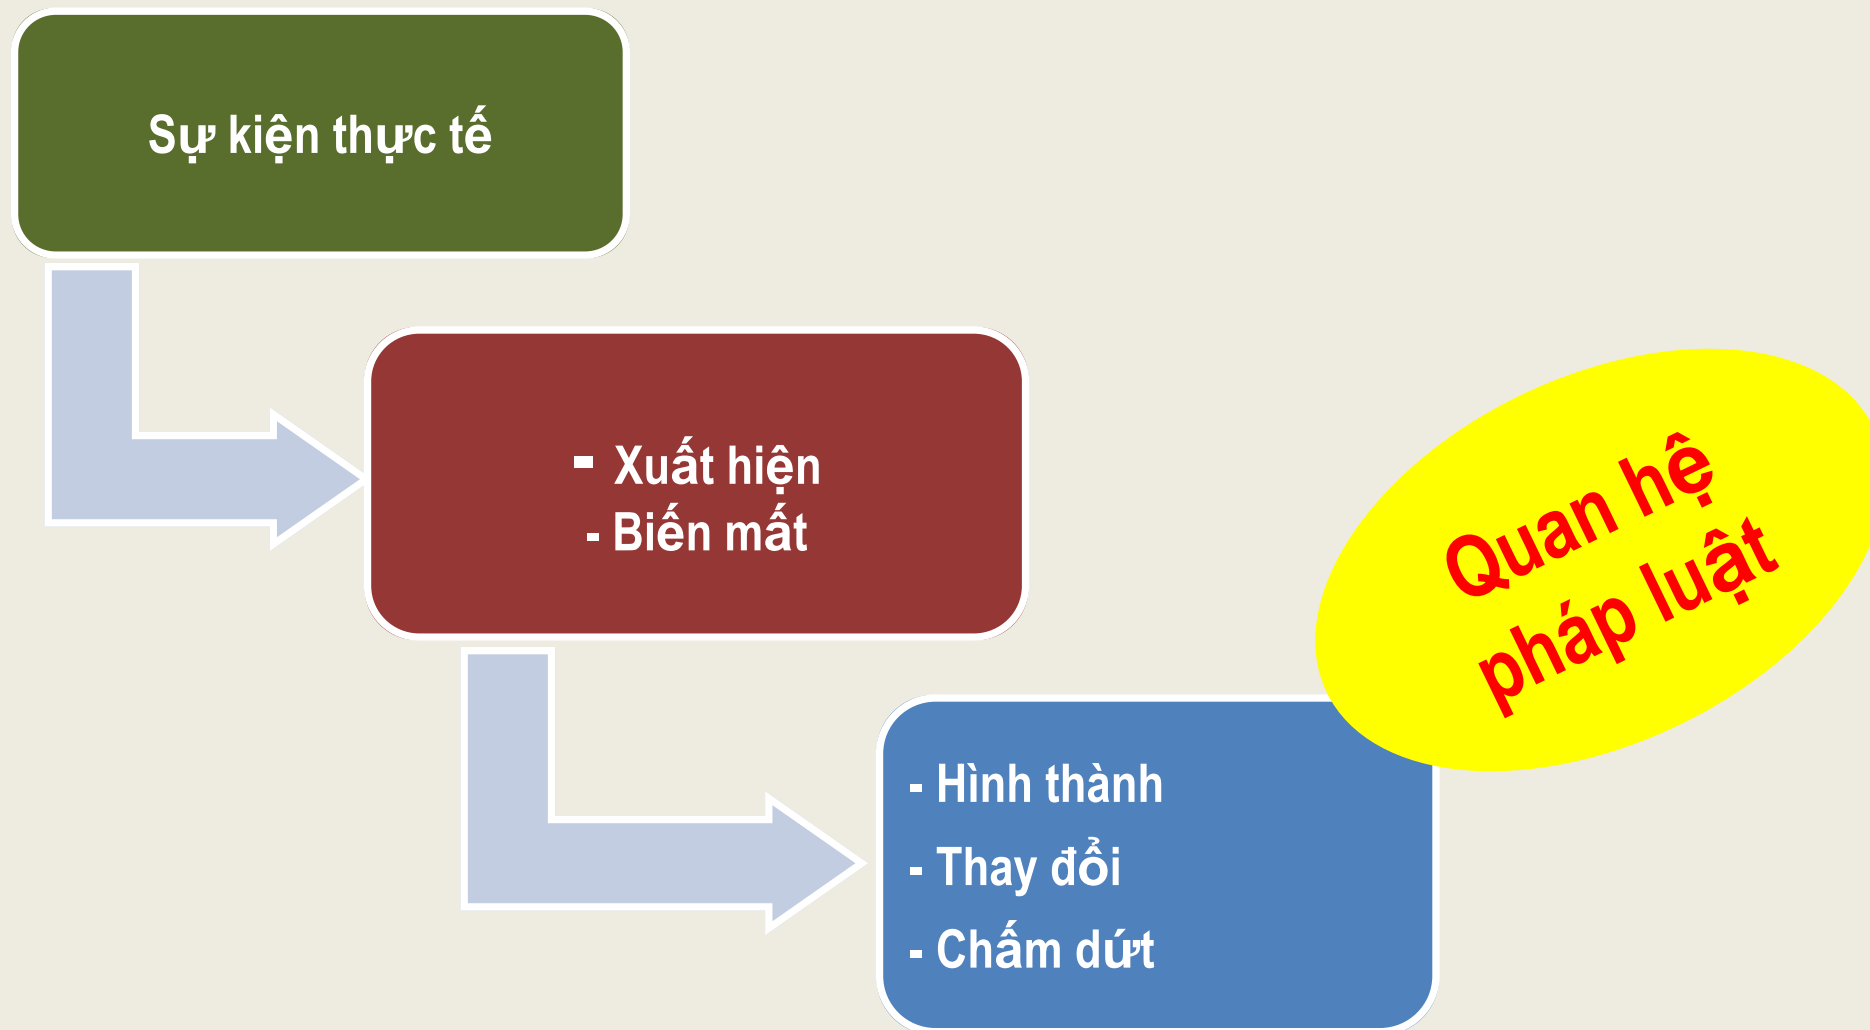 Sự kiện thực tế
- Xuất hiện
- Biến mất
Quan hệ
pháp luật
- Hình thành
- Thay đổi
- Chấm dứt